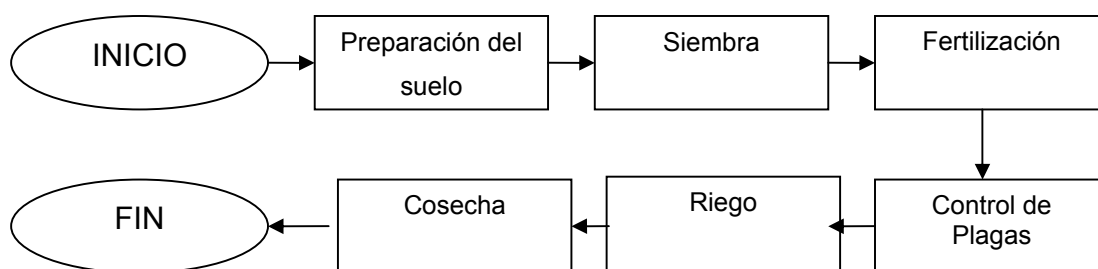 INICIO
Preparación del
suelo
Siembra
Fertilización
Control de
Plagas
Riego
Cosecha
FIN